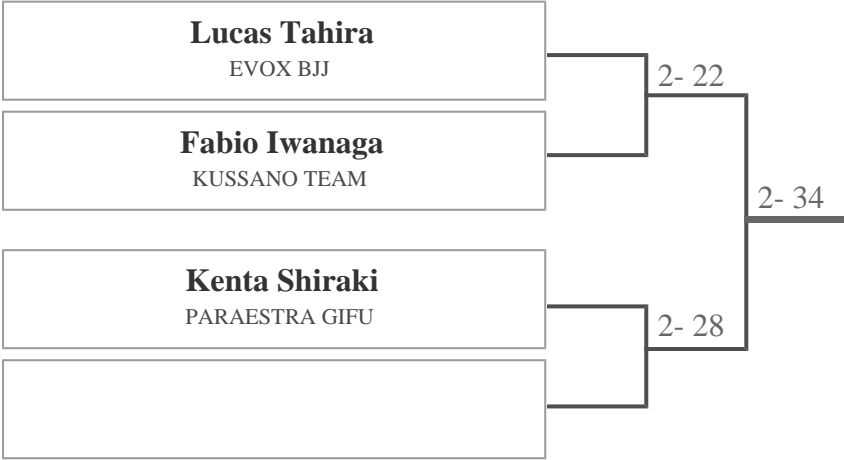 Lucas Tahira
EVOX BJJ
2- 22
Fabio Iwanaga
KUSSANO TEAM
2- 34
Kenta Shiraki
PARAESTRA GIFU
2- 28